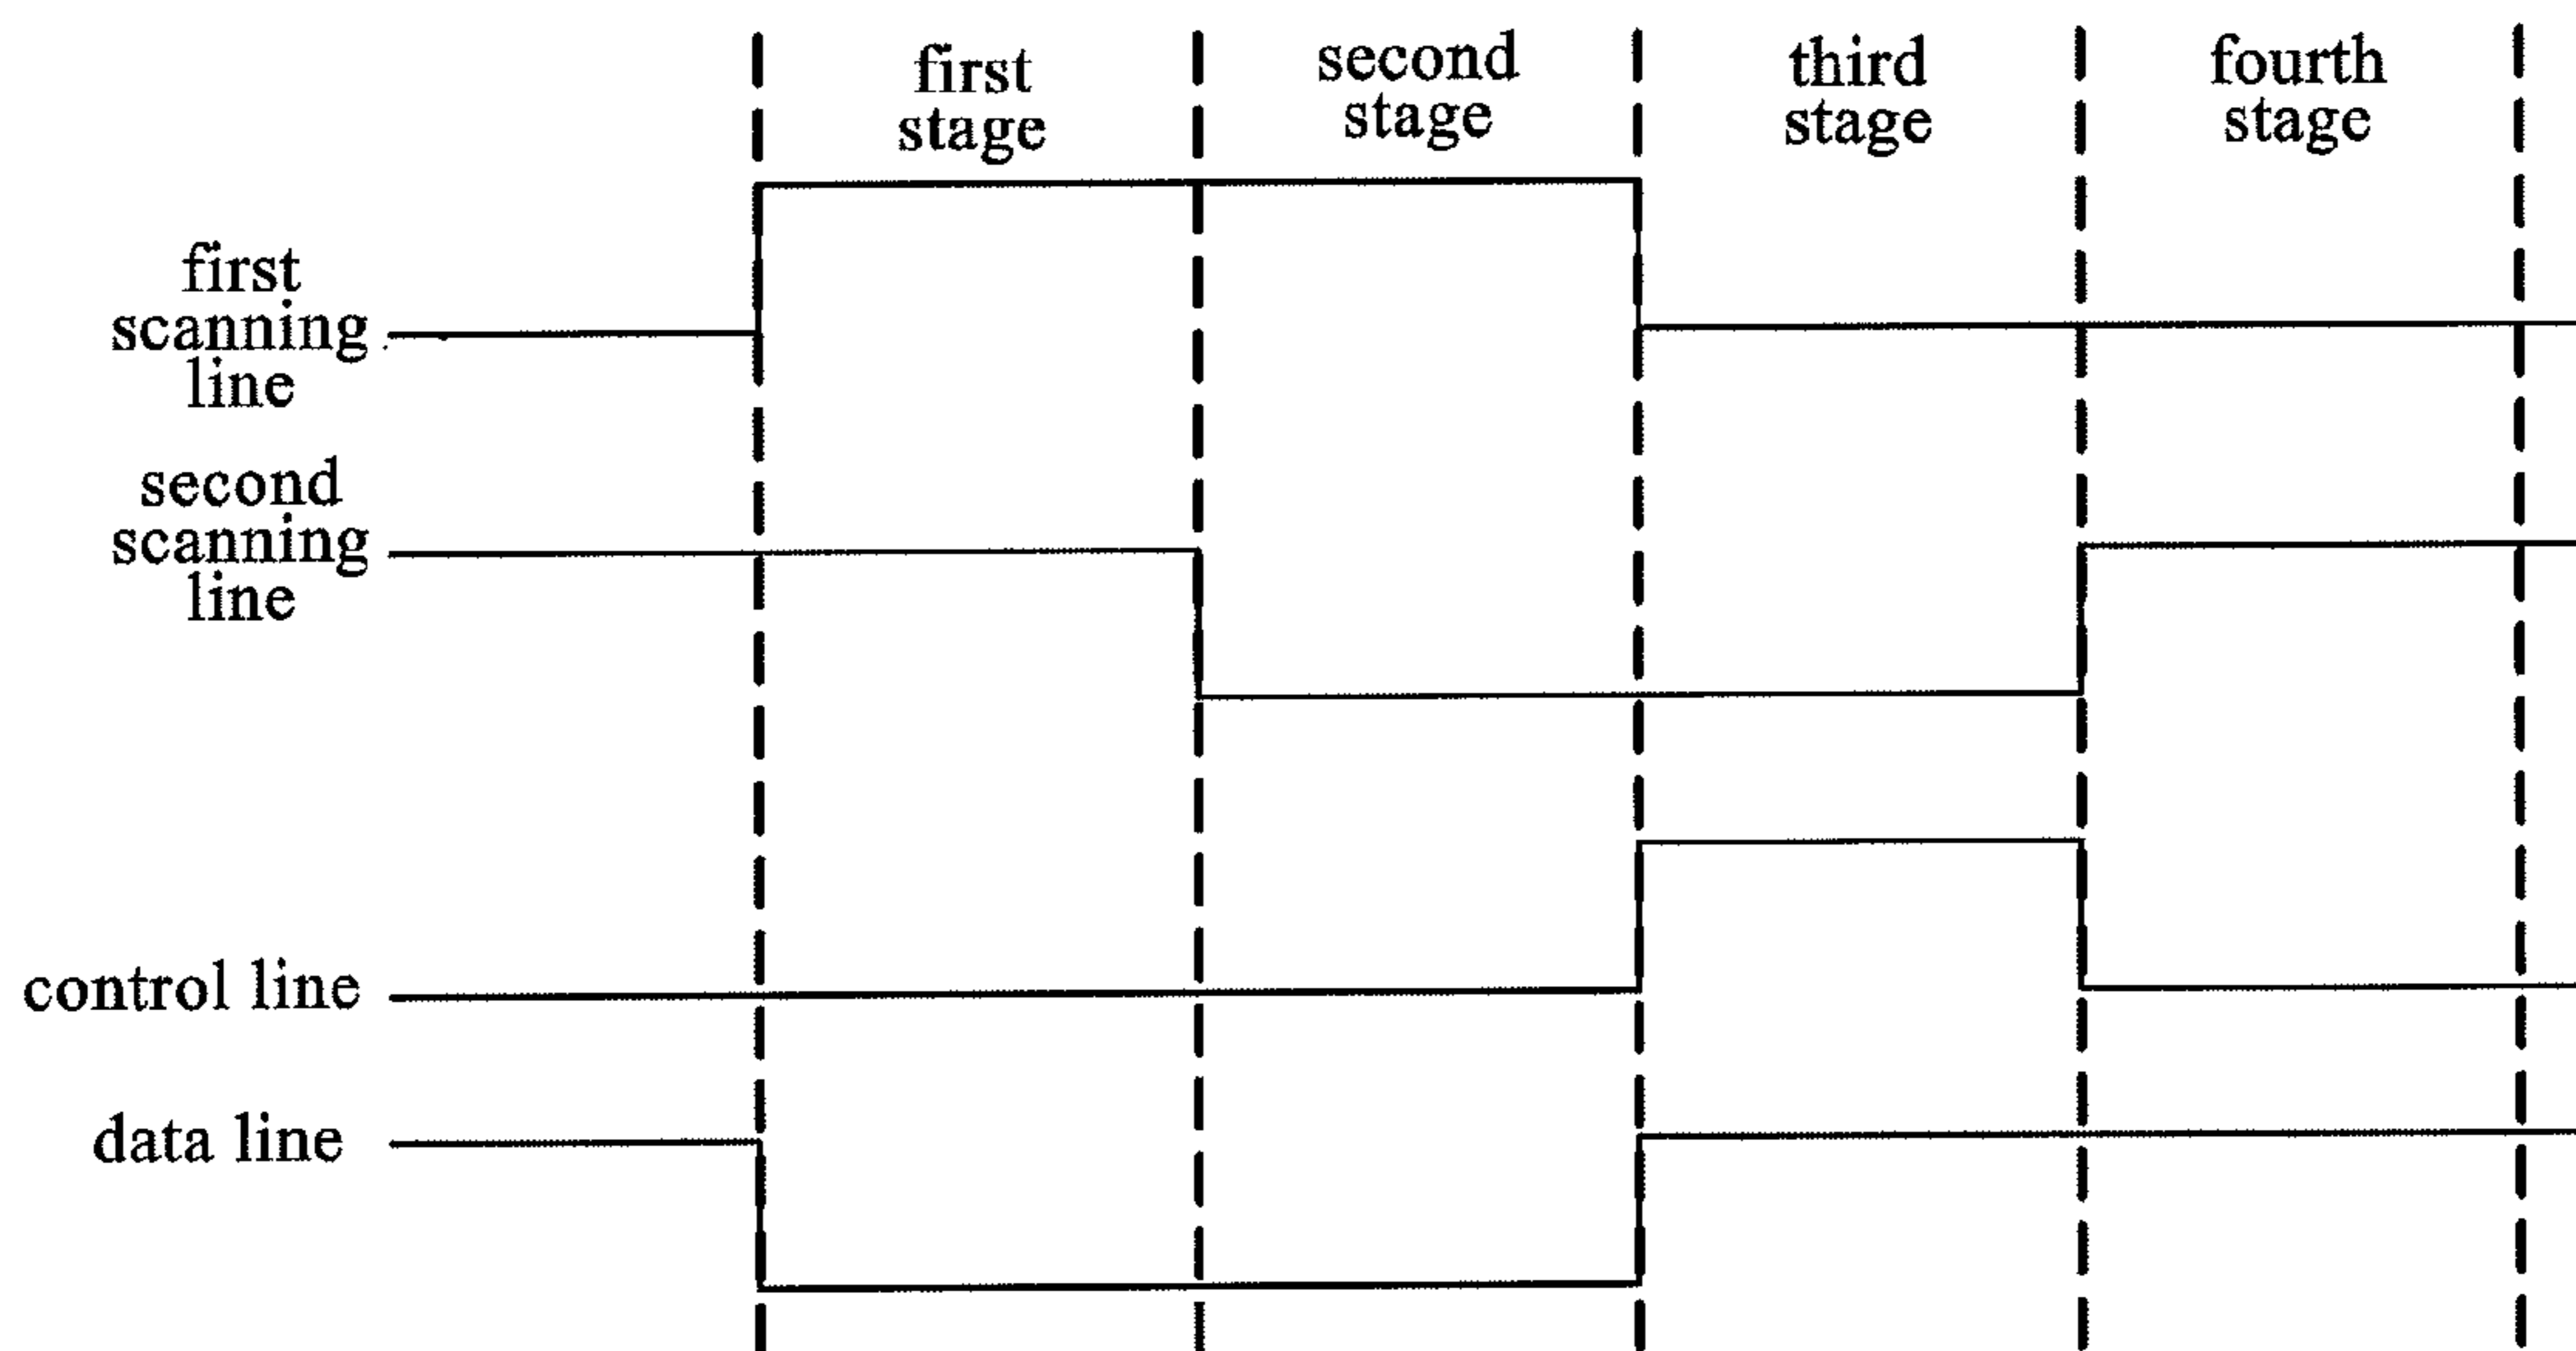 first
stage
second
stage
third
stage
fourth
stage
first
scanning
line
second
scanning
line
control line
data line